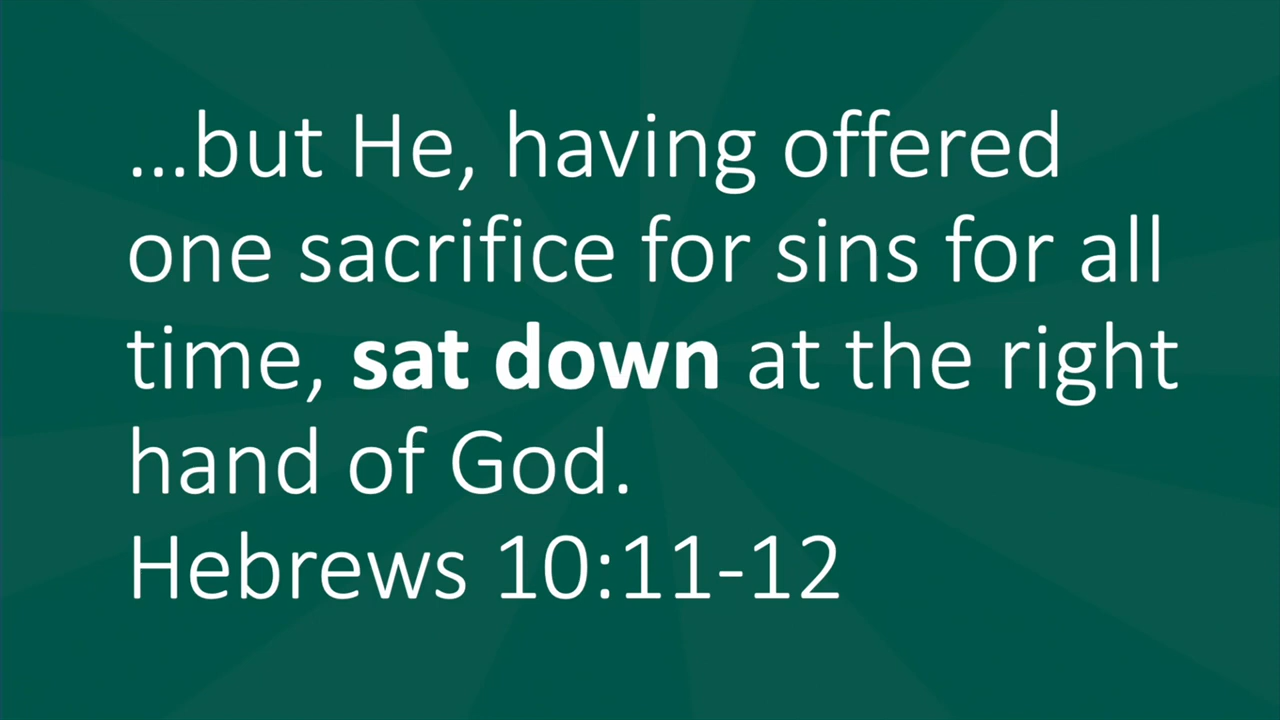 ...but He, having offered
one sacrifice for sins for all
time, sat down at the right
hand of God.
Hebrews 10:11-12